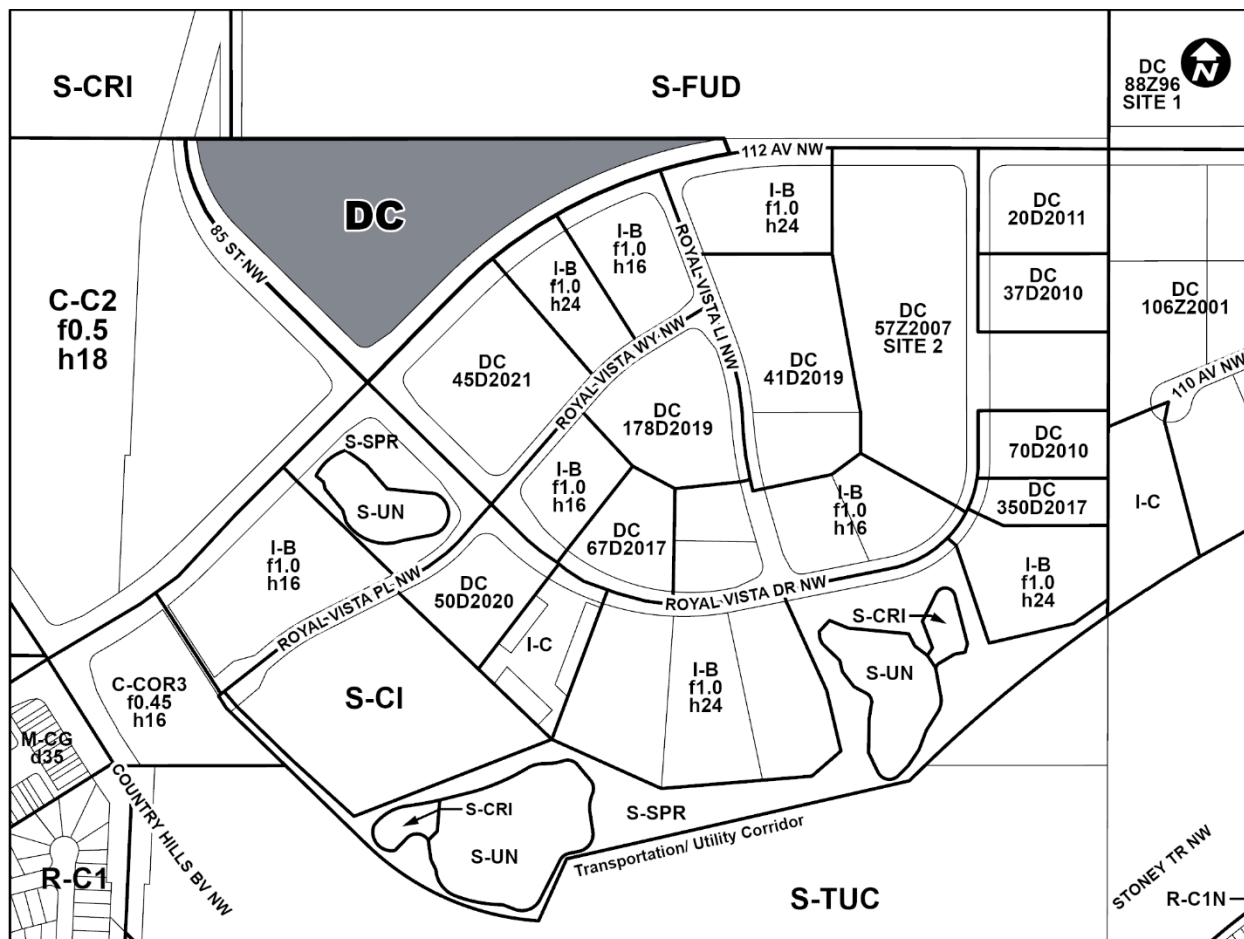 S-CRI
S-FUD
DC
88Z96
SITE 1
N
112 AV NW
DC
85 ST NW
I-B
f1.0
h24
DC
20D2011
I-B
f1.0
h16
ROYAL VISTA LI NW
I-B
f1.0
h24
C-C2
f0.5
h18
DC
37D2010
DC
106Z2001
DC
57Z2007
SITE 2
DC
45D2021
ROYAL VISTA WY NW
DC
41D2019
110 AV NW
DC
178D2019
S-SPR
DC
70D2010
I-B
f1.0
h16
S-UN
I-B
f1.0
h16
DC
350D2017
I-C
DC
67D2017
I-B
f1.0
h16
DC
50D2020
I-B
f1.0
h24
ROYAL VISTA PL NW
ROYAL VISTA DR NW
S-CRI
I-C
S-UN
C-COR3
f0.45
h16
S-CI
I-B
f1.0
h24
M-CG
d35
COUNTRY HILLS BV NW
S-CRI
S-SPR
S-UN
Transportation/ Utility Corridor
R-C1
S-TUC
STONEY TR NW
R-C1N